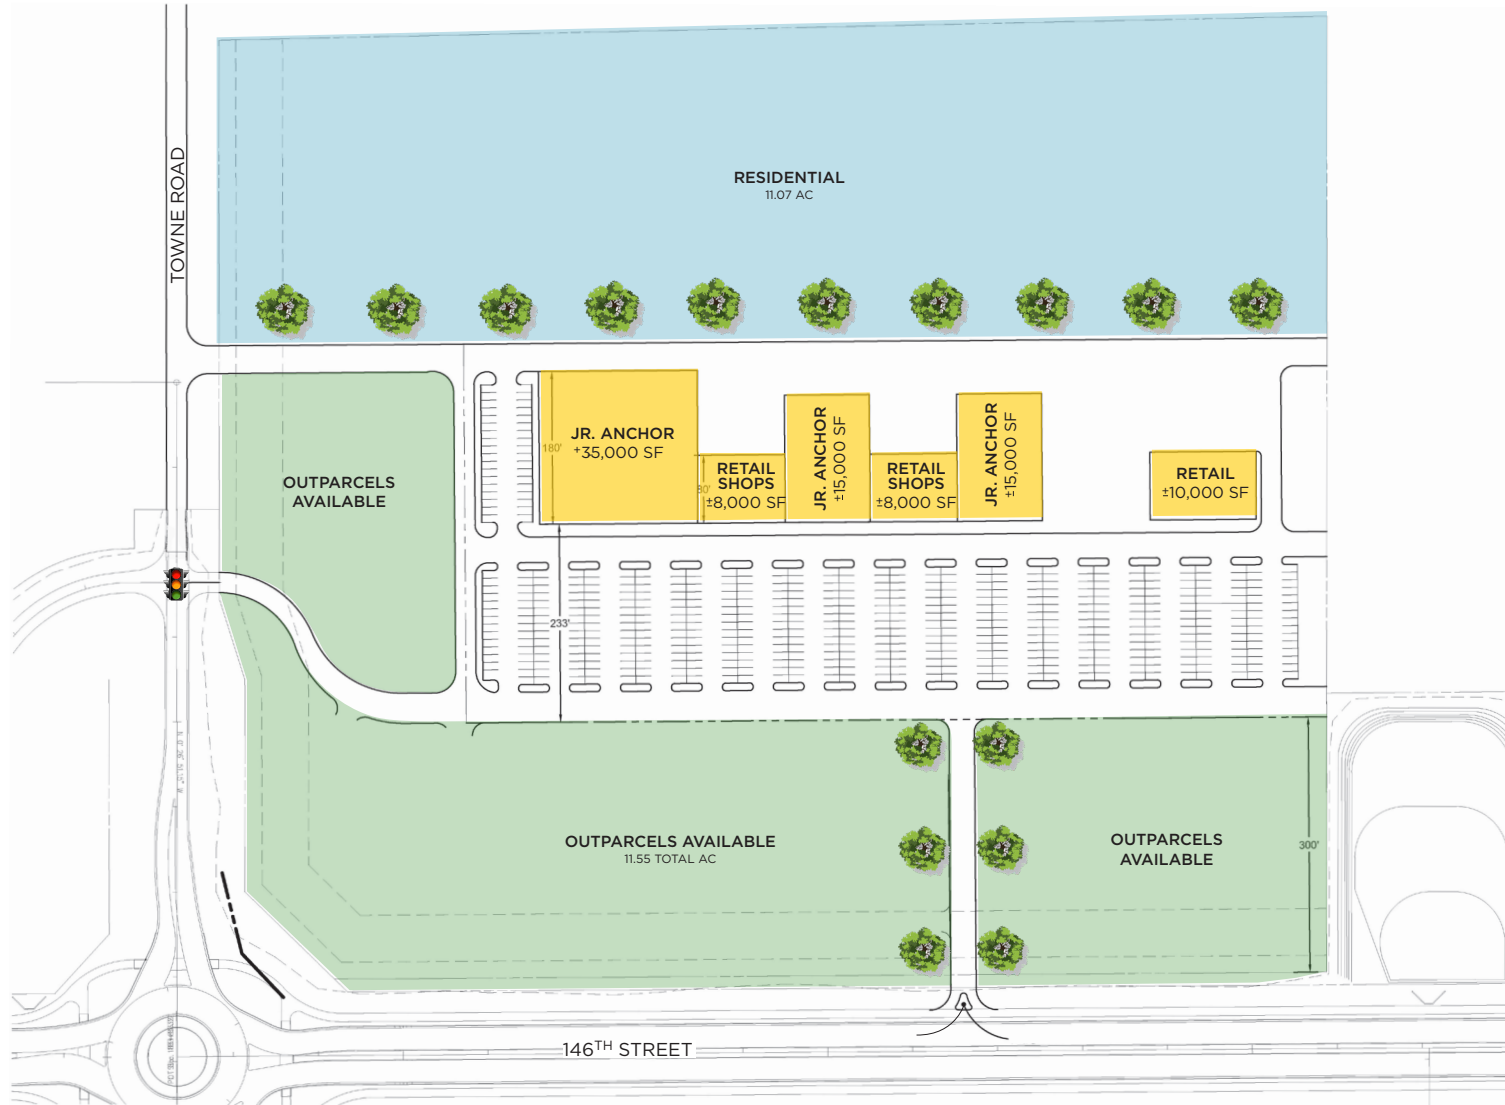 TOWNE ROAD
RESIDENTIAL
11.07 AC
OUTPARCELS
AVAILABLE
180'
JR. ANCHOR
+35,000 SF
80'
RETAIL
SHOPS
±8,000 SF
JR. ANCHOR
±15,000 SF
RETAIL
SHOPS
±8,000 SF
JR. ANCHOR
±15,000 SF
RETAIL
±10,000 SF
233'
OUTPARCELS AVAILABLE
11.55 TOTAL AC
OUTPARCELS
AVAILABLE
300'
146TH STREET